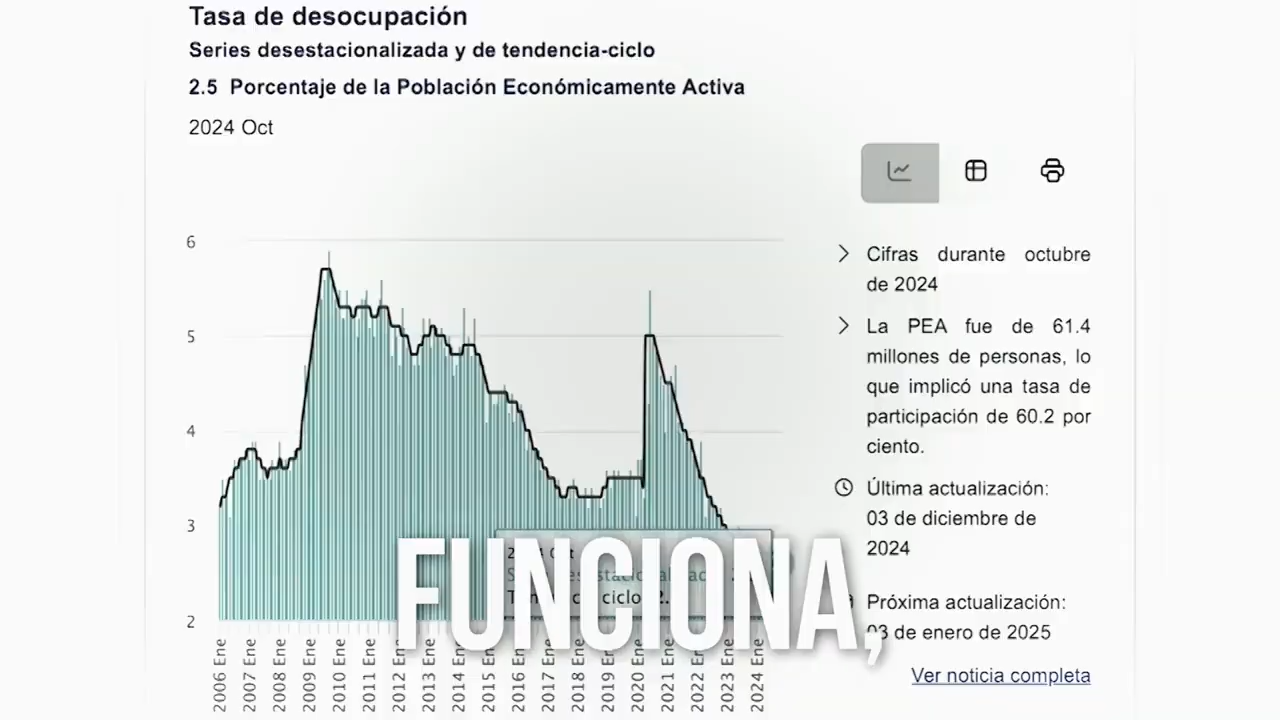 Tasa de desocupación
Series desestacionalizada y de tendencia-ciclo
2.5 Porcentaje de la Población Económicamente Activa
2024 Oct
6
5
4
3
2
2006 Ene
2007 Ene
2008 Ene
2009 Ene
2010 Ene
2011 Ene
2012 Ene
2013 Ene
2014 Ene
2015 Ene
2016 Ene
2017 Ene
2018 Ene
2019 Ene
2020 Ene
2021 Ene
2022 Ene
2023 Ene
2024 Ene
Cifras durante octubre
de 2024
La PEA fue de 61.4
millones de personas, lo
que implicó una tasa de
participación de 60.2 por
ciento.
Última actualización:
03 de diciembre de
2024
Próxima actualización:
03 de enero de 2025
Ver noticia completa
FUNCIONA,